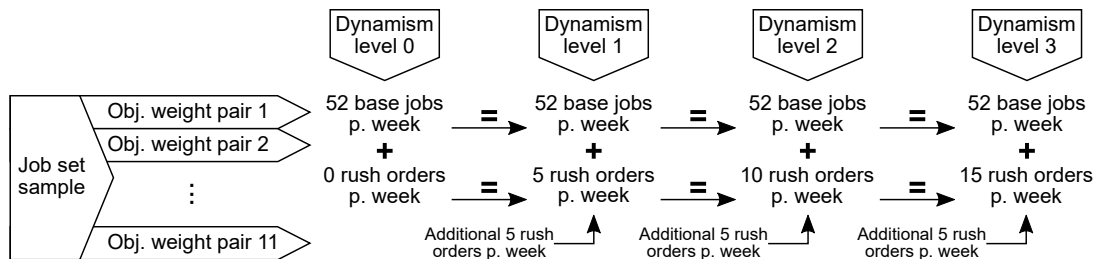 Dynamism
level 0
Dynamism
level 1
Dynamism
level 2
Dynamism
level 3
Job set
sample
Obj. weight pair 1
Obj. weight pair 2
⋮
Obj. weight pair 11
52 base jobs
p. week
+
0 rush orders
p. week
=
=
52 base jobs
p. week
+
5 rush orders
p. week
Additional 5 rush
orders p. week
=
=
52 base jobs
p. week
+
10 rush orders
p. week
Additional 5 rush
orders p. week
=
=
52 base jobs
p. week
+
15 rush orders
p. week
Additional 5 rush
orders p. week